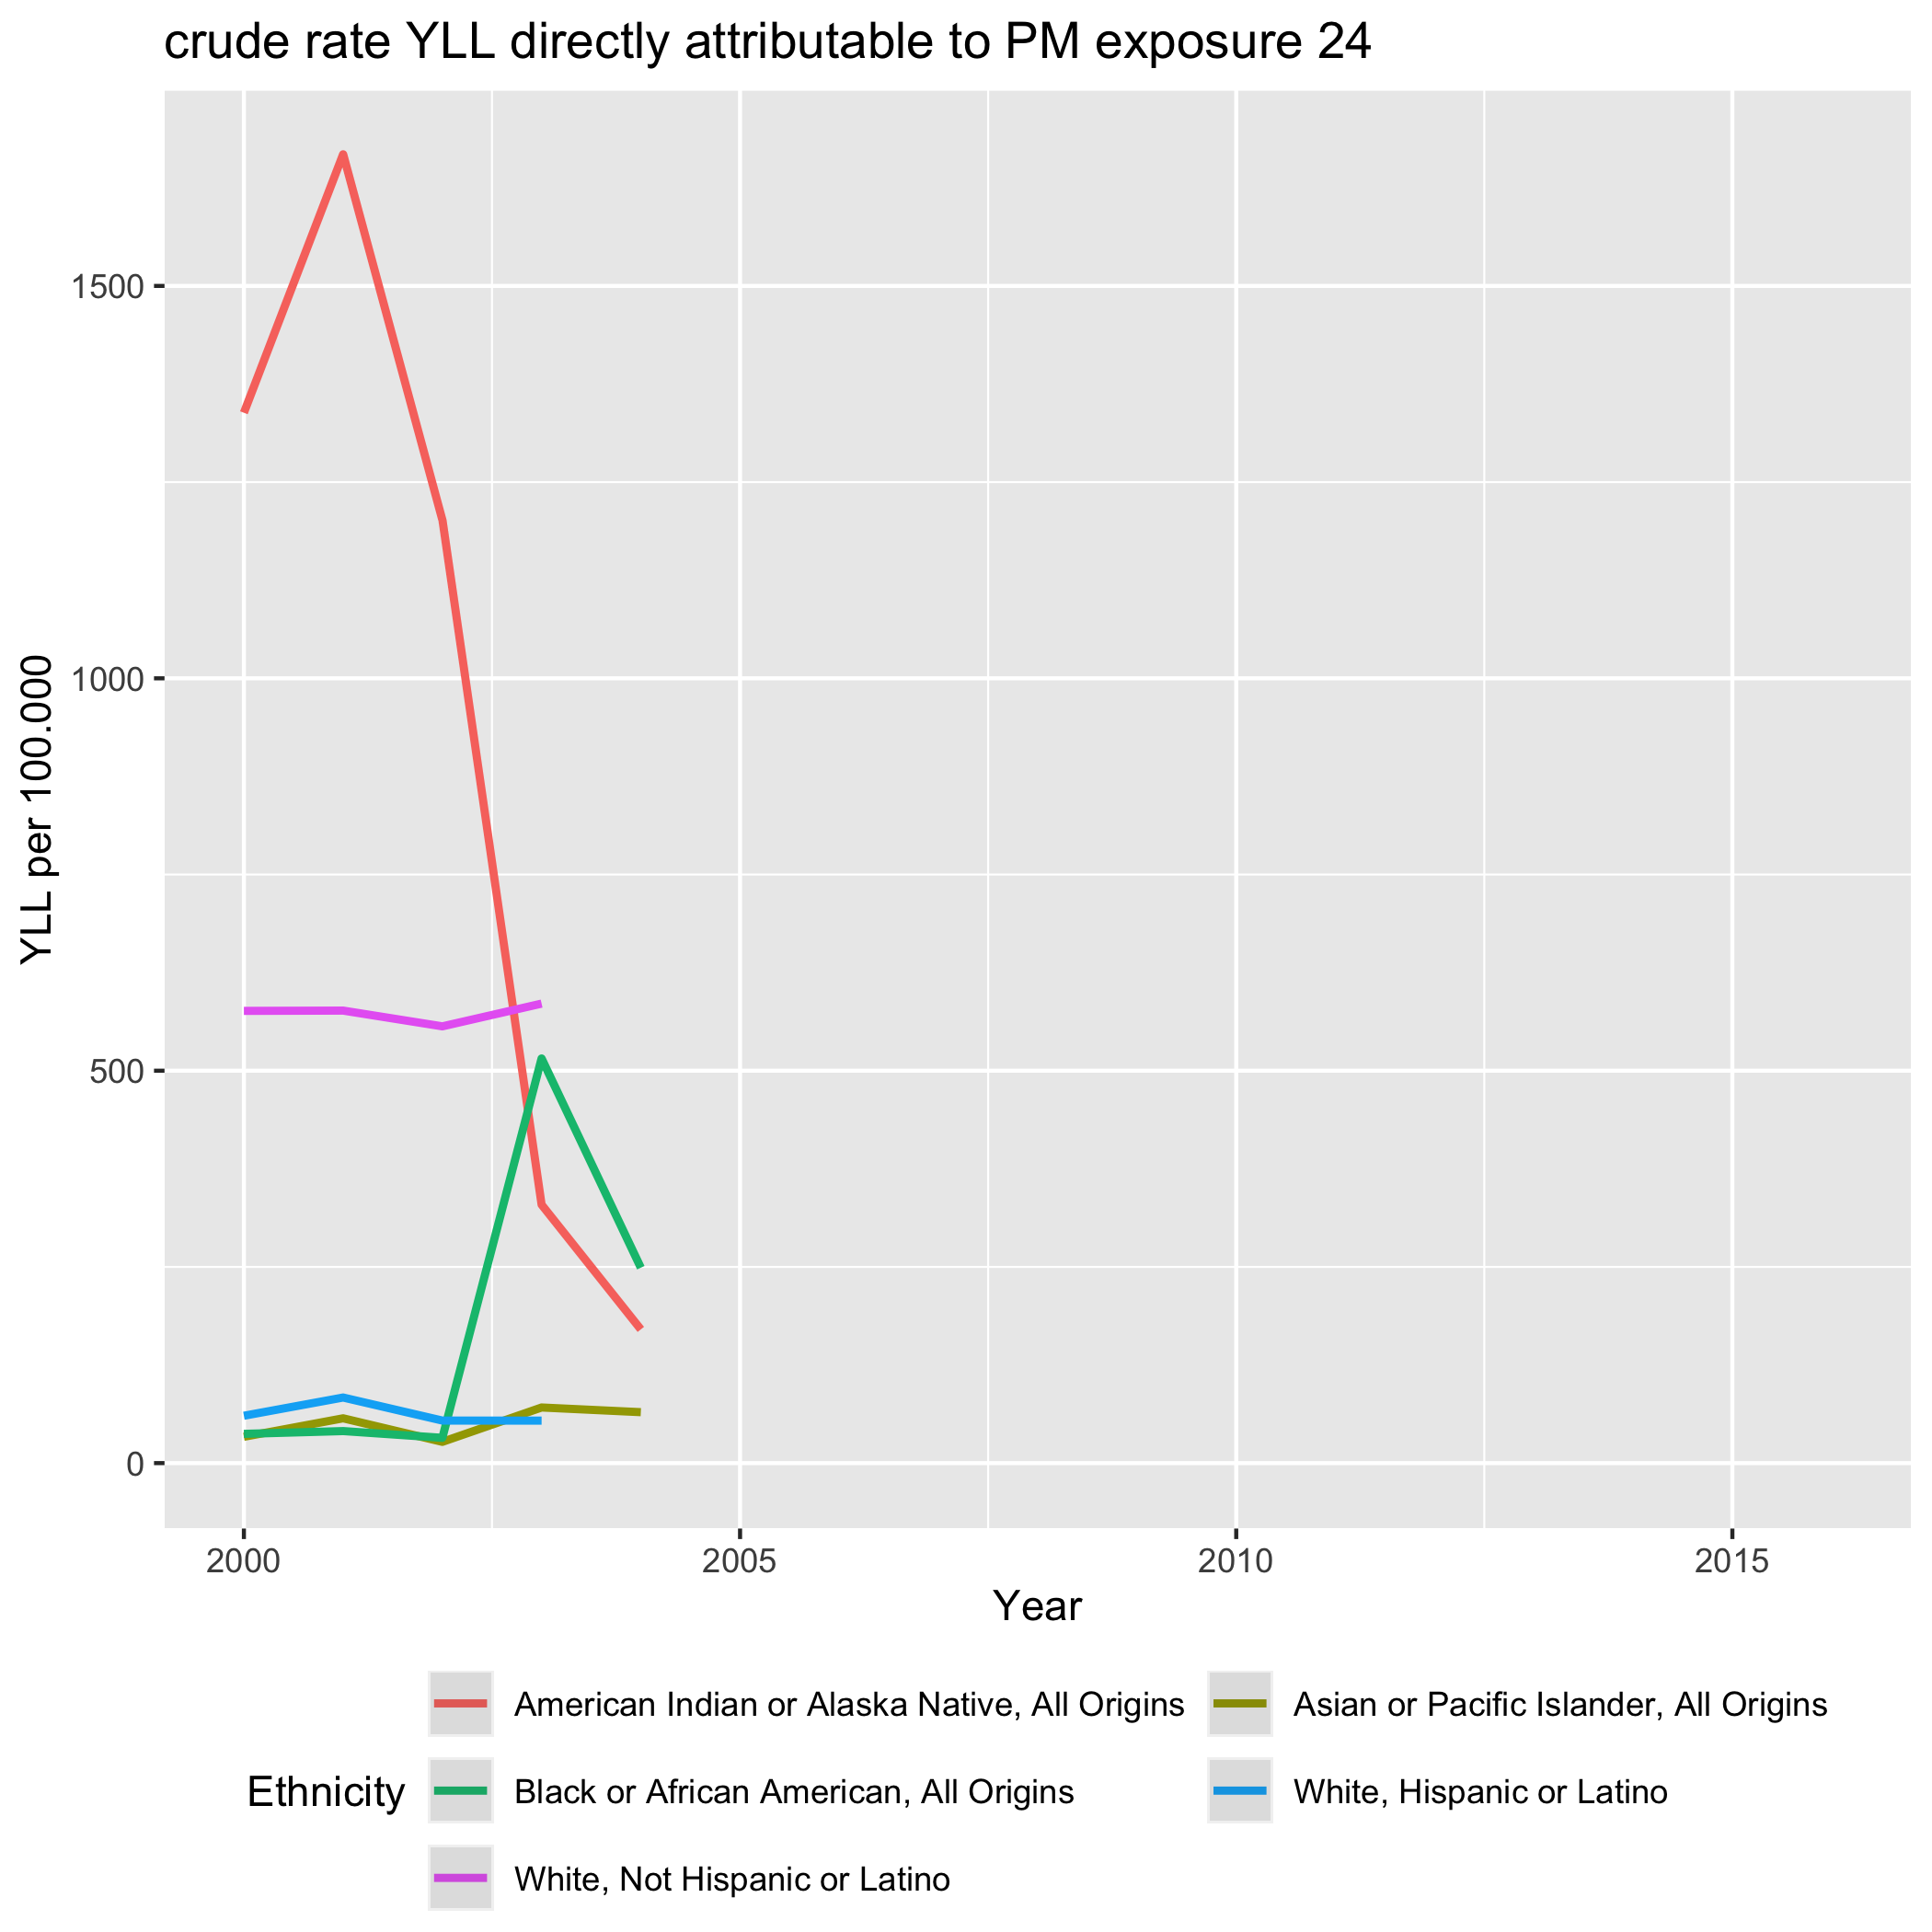 crude rate YLL directly attributable to PM exposure 24
YLL per 100.000
1500
1000
500
0
2000 2005 2010 2015
Year
Ethnicity
American Indian or Alaska Native, All Origins
Asian or Pacific Islander, All Origins
Black or African American, All Origins
White, Hispanic or Latino
White, Not Hispanic or Latino